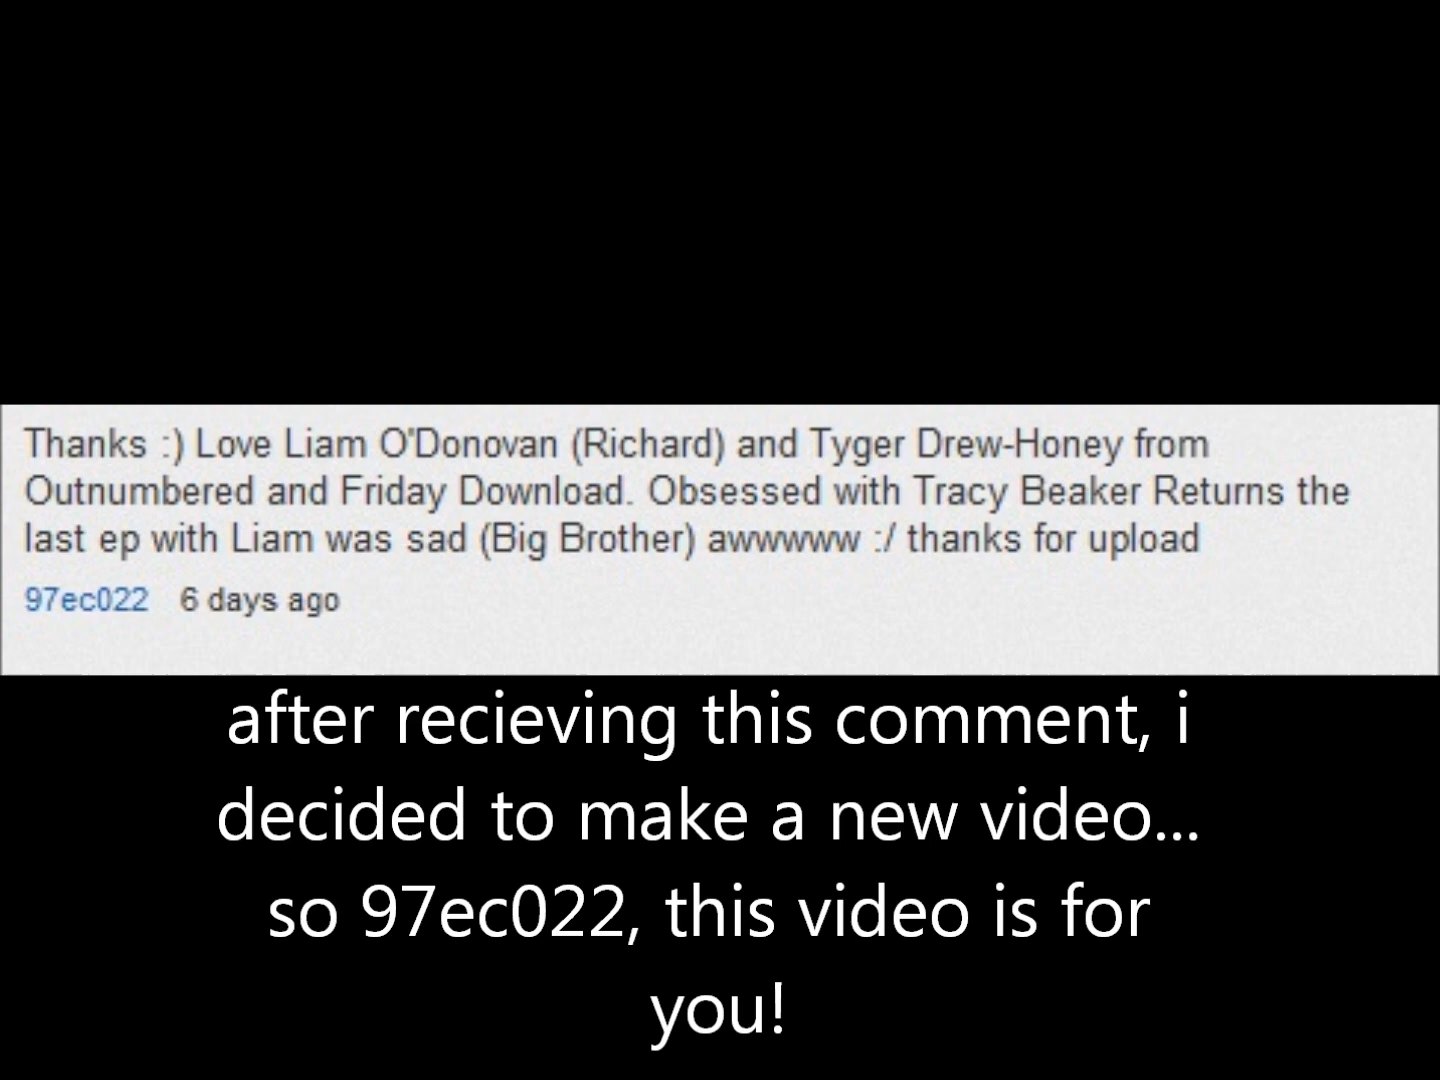 Thanks :) Love Liam O'Donovan (Richard) and Tyger Drew-Honey from
Outnumbered and Friday Download. Obsessed with Tracy Beaker Returns the
last ep with Liam was sad (Big Brother) awwwww :/ thanks for upload
97ec022 6 days ago
after recieving this comment, i
decided to make a new video...
so 97ec022, this video is for
you!